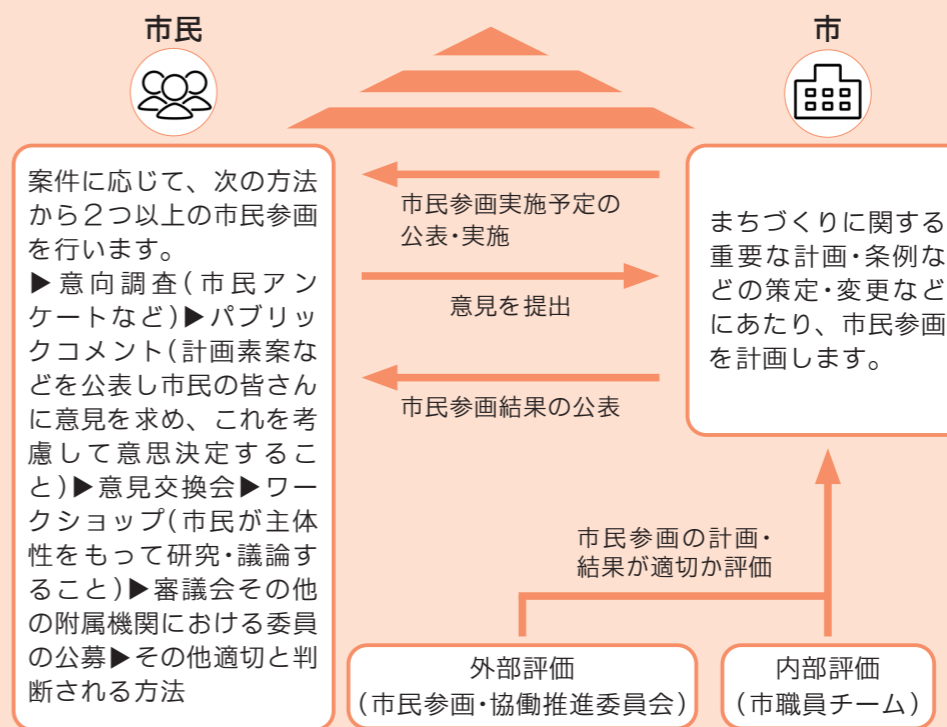 市民
案件に応じて、次の方法
から2つ以上の市民参画
を行います。
▶意向調査(市民アン
ケートなど)▶パブリッ
クコメント(計画素案な
どを公表し市民の皆さん
に意見を求め、これを考
慮して意思決定するこ
と)▶意見交換会▶ワー
クショップ(市民が主体
性をもって研究・議論す
ること)▶審議会その他
の附属機関における委員
の公募▶その他適切と判
断される方法
市民参画実施予定の
公表・実施
意見を提出
市民参画結果の公表
市
まちづくりに関する
重要な計画・条例な
どの策定・変更など
にあたり、市民参画
を計画します。
市民参画の計画・
結果が適切か評価
外部評価
(市民参画・協働推進委員会)
内部評価
(市職員チーム)